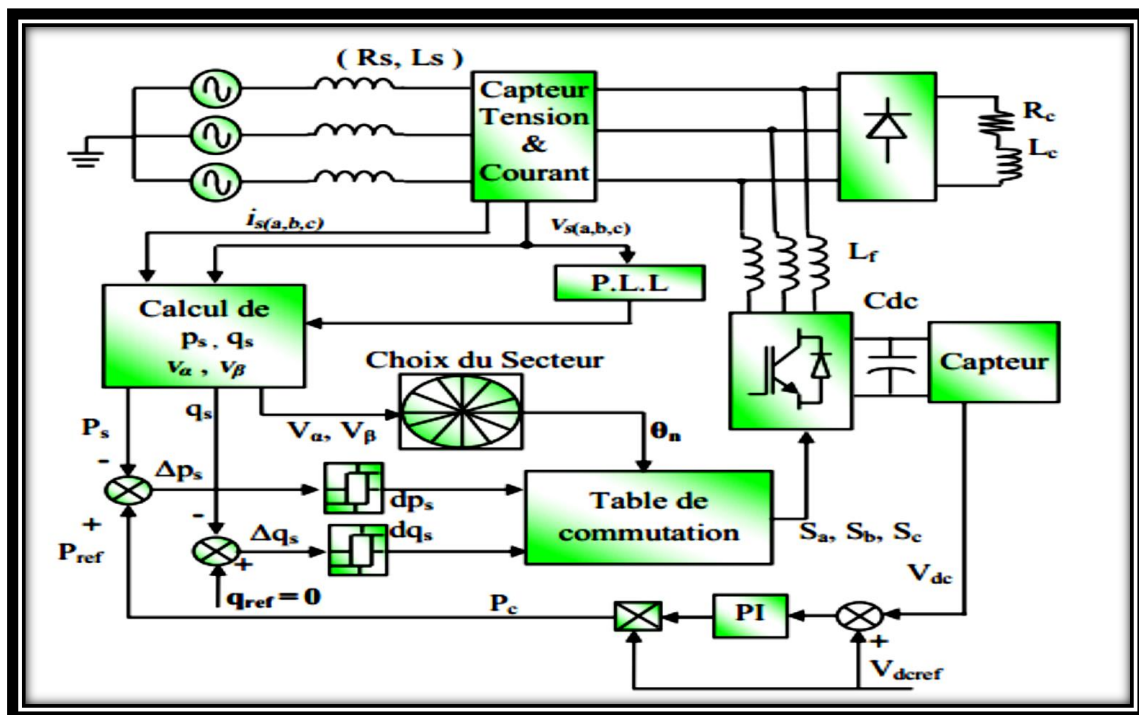 ( Rs, Ls )
Capteur
Tension
&
Courant
Rc
Lc
is(a,b,c)
vs(a,b,c)
Lf
P.L.L
Calcul de
ps , qs
vα , vβ
Cdc
Capteur
Choix du Secteur
qs
Vα, Vβ
θn
Ps
-
Δps
dps
Table de
commutation
+
-
Δqs
dqs
Sa, Sb, Sc
Pref
+
Vdc
qref = 0
Pc
PI
+
Vdcref